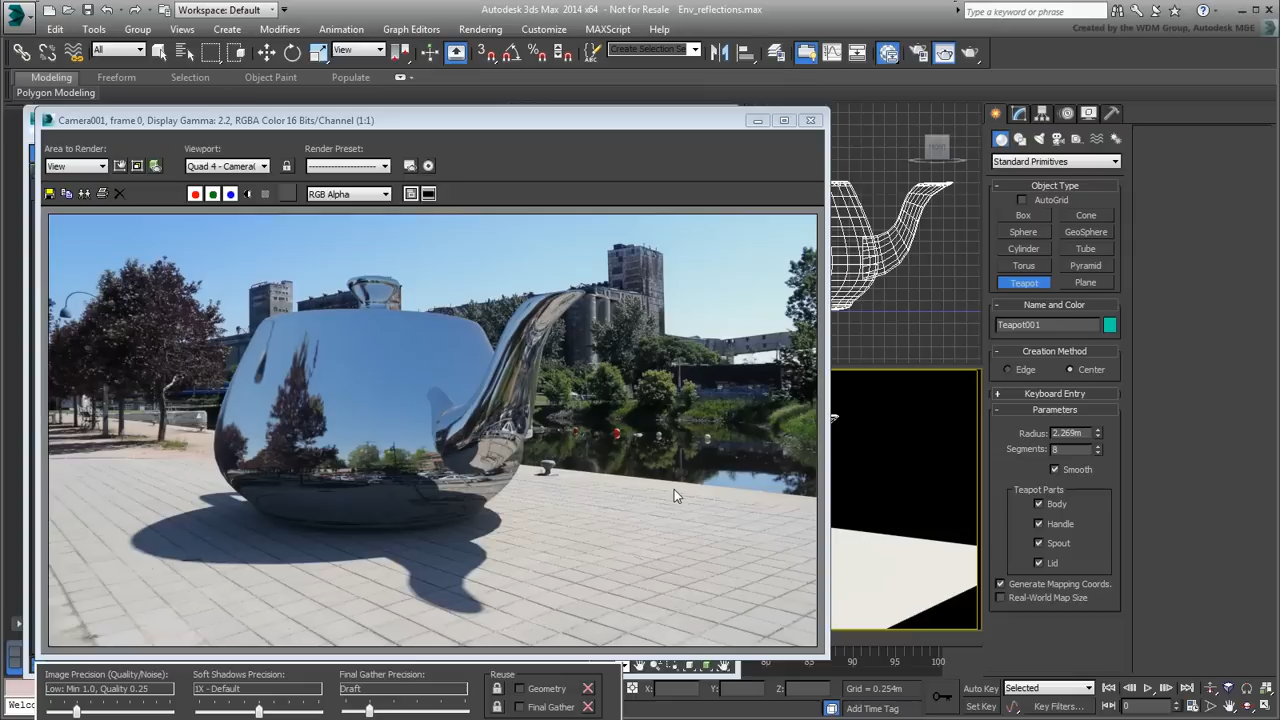 Workspace: Default
Autodesk 3ds Max 2014 x64 - Not for Resale Env_reflections.max
Type a keyword or phrase
Edit Tools Group Views Create Modifiers Animation Graph Editors Rendering Customize MAXScript Help
Created by the WDM Group, Autodesk M&E
All
View
Create Selection Se
Modeling Freeform Selection Object Paint Populate
Polygon Modeling
Camera001, frame 0, Display Gamma: 2.2, RGBA Color 16 Bits/Channel (1:1)
Area to Render:
View
Viewport:
Quad 4 - Camera(
Render Preset:
RGB Alpha
FRONT
Standard Primitives
Object Type
AutoGrid
Box Cone
Sphere GeoSphere
Cylinder Tube
Torus Pyramid
Teapot Plane
Name and Color
Teapot001
Creation Method
Edge Center
Keyboard Entry
Parameters
Radius: 2.269m
Segments: 8
Smooth
Teapot Parts
Body
Handle
Spout
Lid
Generate Mapping Coords.
Real-World Map Size
Image Precision (Quality/Noise):
Low: Min 1.0, Quality 0.25
Soft Shadows Precision:
1X - Default
Final Gather Precision:
Draft
Reuse
Geometry
Final Gather
80 85 90 95 100
X: Y: Z: Grid = 0.254m
Add Time Tag
Auto Key Selected
Set Key Key Filters...
0
Welc